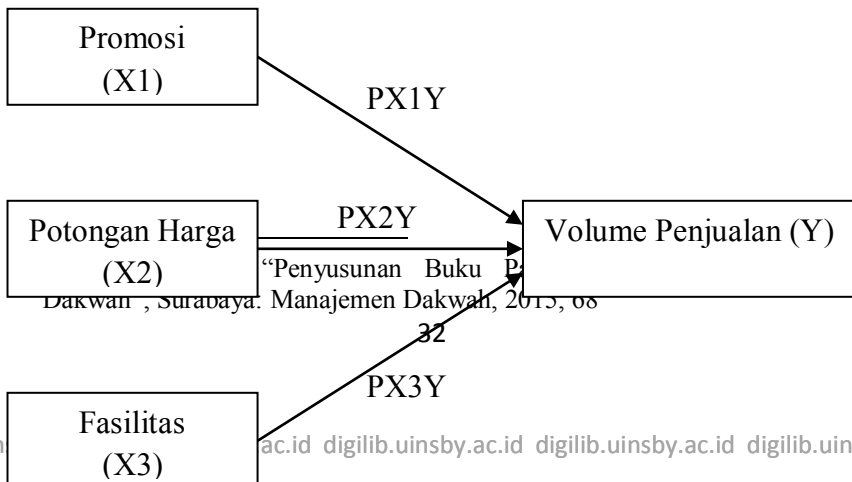 Promosi
(X1)
PX1Y
PX2Y
Potongan Harga
(X2)
Volume Penjualan (Y)
“Penyusunan Buku
Dakwah”, Surabaya: Manajemen Dakwah, 2015, 68
32
PX3Y
Fasilitas
(X3)
ac.id digilib.uinsby.ac.id digilib.uinsby.ac.id digilib.uin